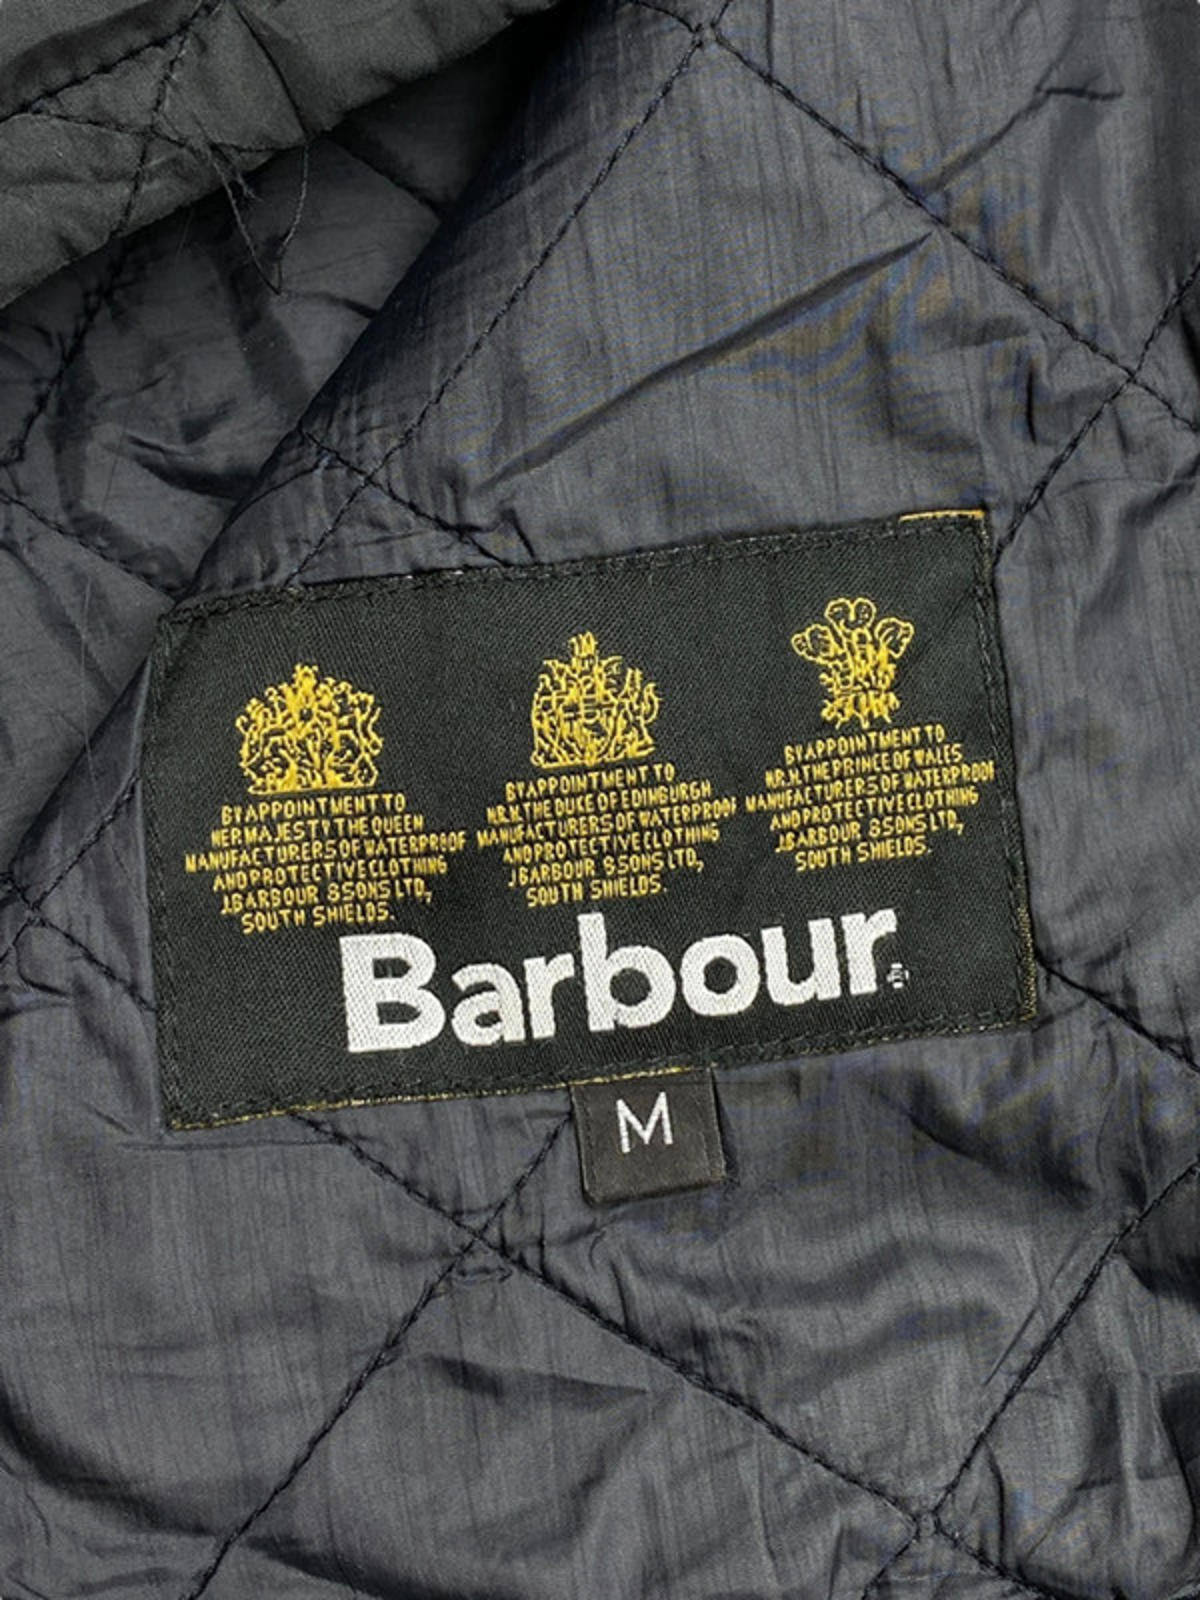 BY APPOINTMENT TO
HER MAJESTY THE QUEEN
MANUFACTURERS OF WATERPROOF
AND PROTECTIVE CLOTHING
J.BARBOUR & SONS LTD,
SOUTH SHIELDS.
BY APPOINTMENT TO
H.R.H. THE DUKE OF EDINBURGH
MANUFACTURERS OF WATERPROOF
AND PROTECTIVE CLOTHING
J.BARBOUR & SONS LTD,
SOUTH SHIELDS.
BY APPOINTMENT TO
H.R.H. THE PRINCE OF WALES
MANUFACTURERS OF WATERPROOF
AND PROTECTIVE CLOTHING
J.BARBOUR & SONS LTD,
SOUTH SHIELDS.
Barbour
M